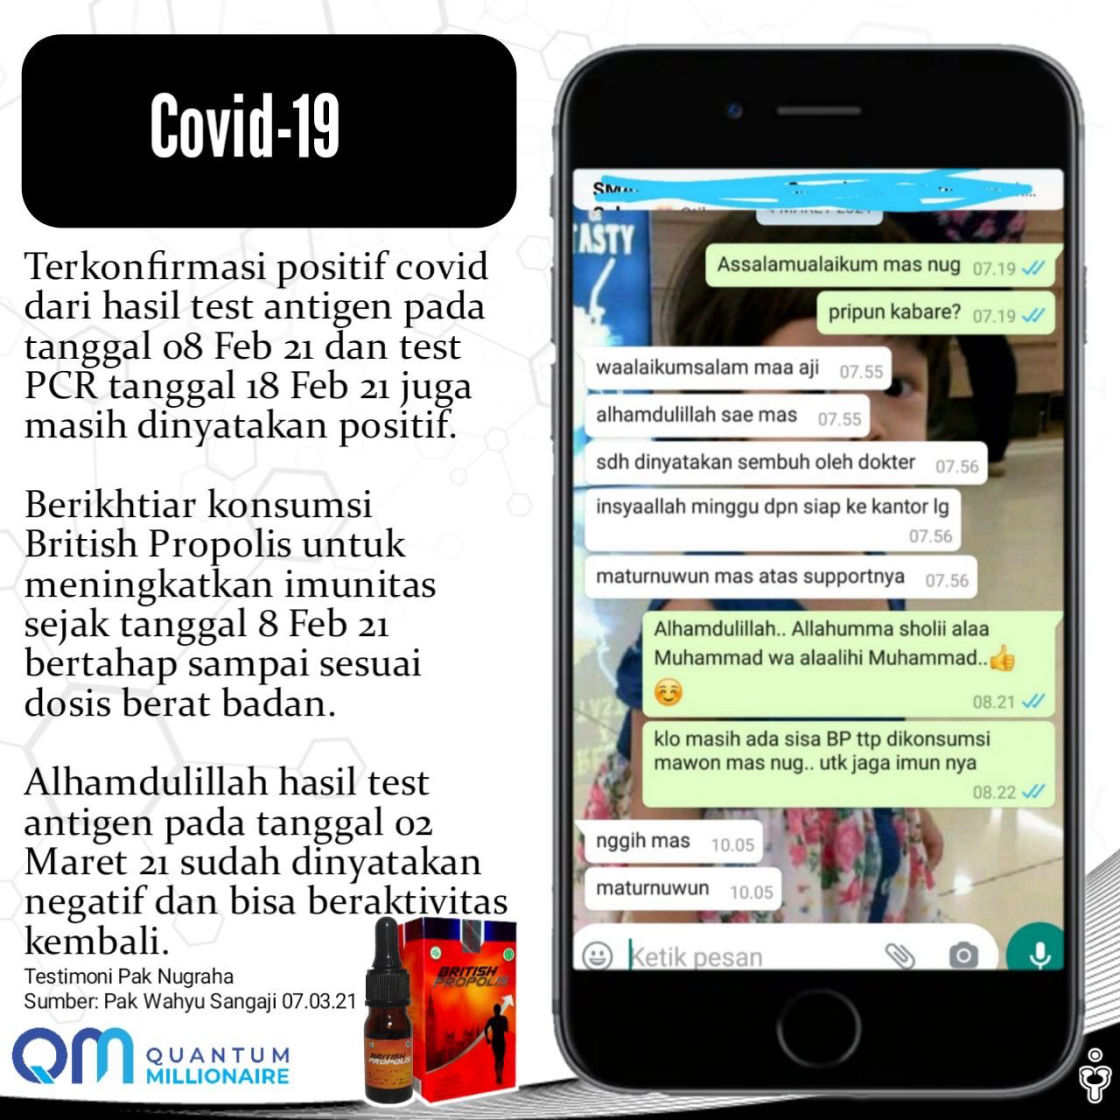 Covid-19
Terkonfirmasi positif covid
dari hasil test antigen pada
tanggal 08 Feb 21 dan test
PCR tanggal 18 Feb 21 juga
masih dinyatakan positif.
Berikhtiar konsumsi
British Propolis untuk
meningkatkan imunitas
sejak tanggal 8 Feb 21
bertahap sampai sesuai
dosis berat badan.
Alhamdulillah hasil test
antigen pada tanggal 02
Maret 21 sudah dinyatakan
negatif dan bisa beraktivitas
kembali.
Testimoni Pak Nugraha
Sumber: Pak Wahyu Sangaji 07.03.21
QM QUANTUM
MILLIONAIRE
BRITISH
PROPOLIS
BRITISH
PROPOLIS
4 MARET 2021
TASTY
Assalamualaikum mas nug 07.19
pripun kabare? 07.19
waalaikumsalam maa aji 07.55
alhamdulillah sae mas 07.55
sdh dinyatakan sembuh oleh dokter 07.56
insyaallah minggu dpn siap ke kantor lg
07.56
maturnuwun mas atas supportnya 07.56
Alhamdulillah.. Allahumma sholii alaa
Muhammad wa alaalihi Muhammad..👍
☺️ 08.21
klo masih ada sisa BP ttp dikonsumsi
mawon mas nug.. utk jaga imun nya
08.22
nggih mas 10.05
maturnuwun 10.05
Ketik pesan